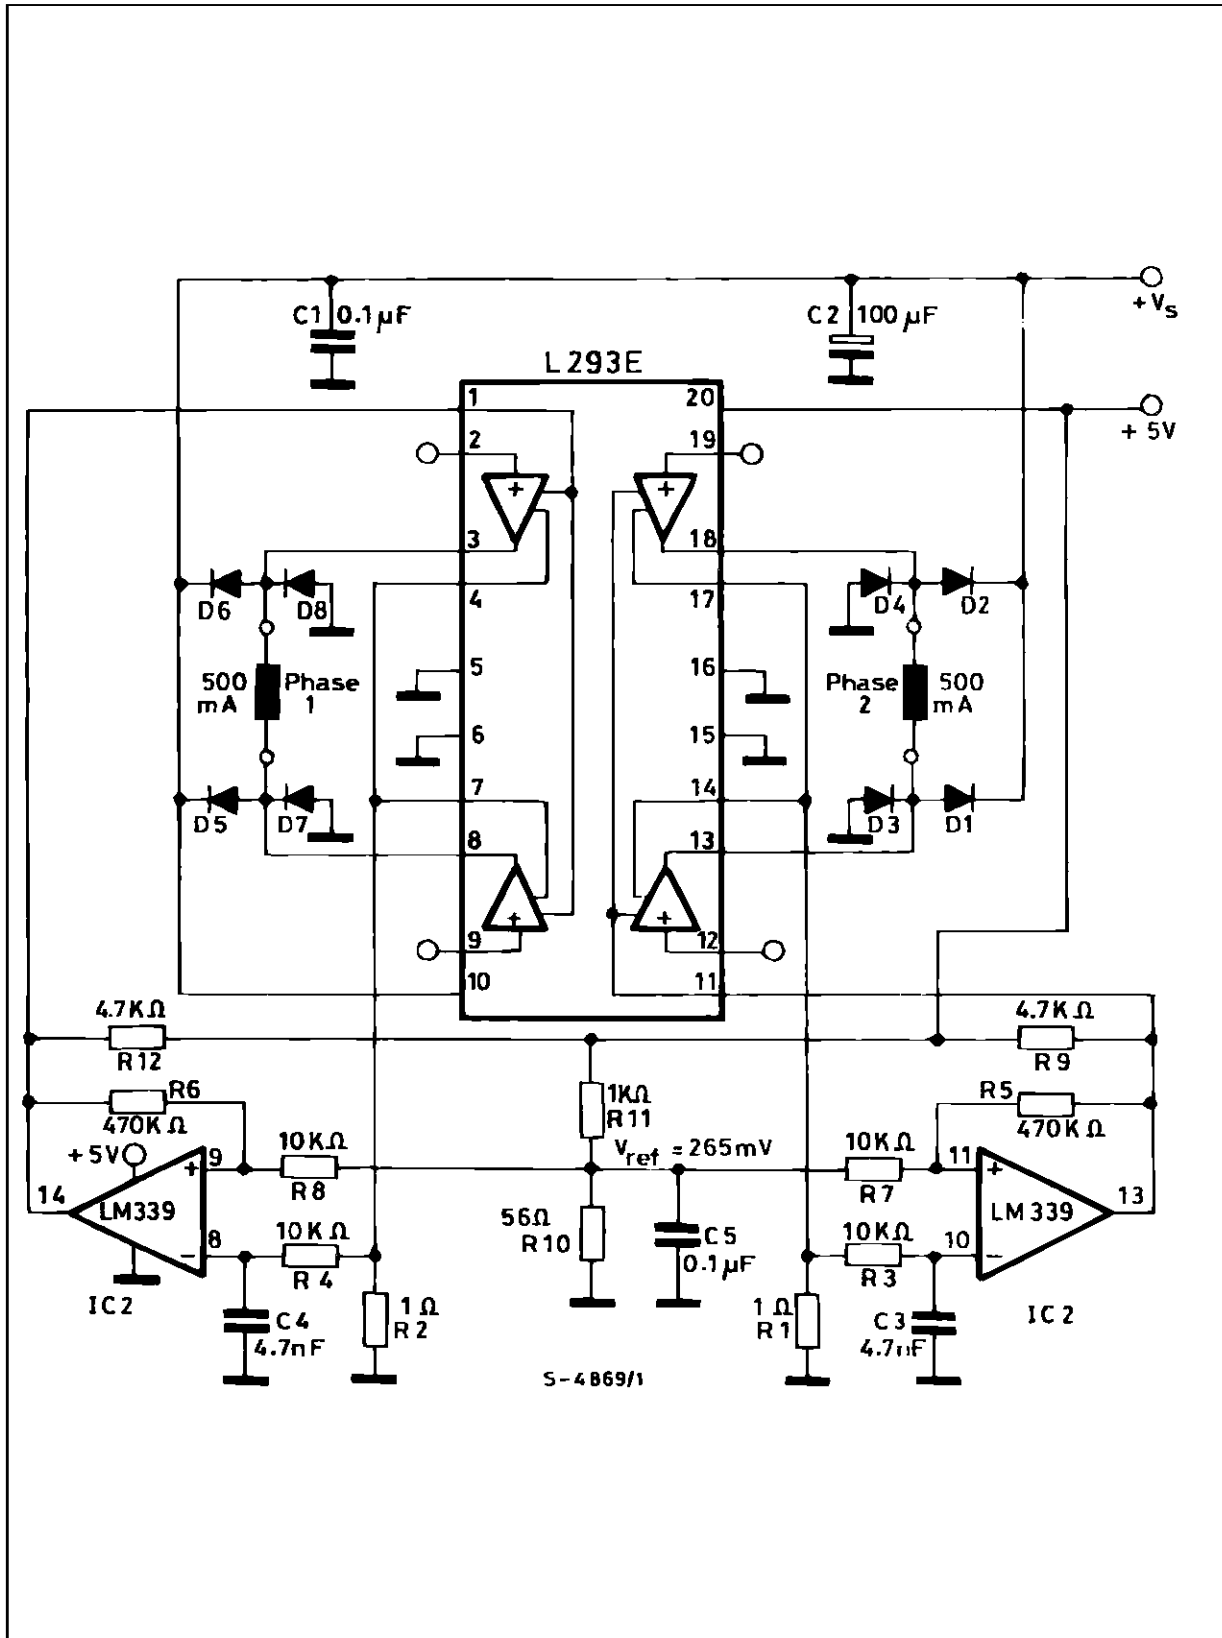 C1 0.1µF
C2 100 µF
+ Vs
L293E
1 20
+ 5V
2 19
+ +
3 18
4 17
D6 D8 D4 D2
5 16
500 mA Phase 1
Phase 2 500 mA
6 15
7 14
D5 D7 D3 D1
8 13
+ +
9 12
10 11
4.7KΩ
R12
4.7KΩ
R9
R6
470KΩ
1KΩ
R11
R5
470KΩ
+5V
9
+
10KΩ
R8
Vref = 265mV
10KΩ
R7
11
+
14
LM339
13
LM339
8
–
10KΩ
R4
56Ω
R10
C5
0.1µF
10KΩ
R3
10
–
IC2
C4
4.7nF
1Ω
R2
1Ω
R1
C3
4.7nF
IC2
S-4869/1